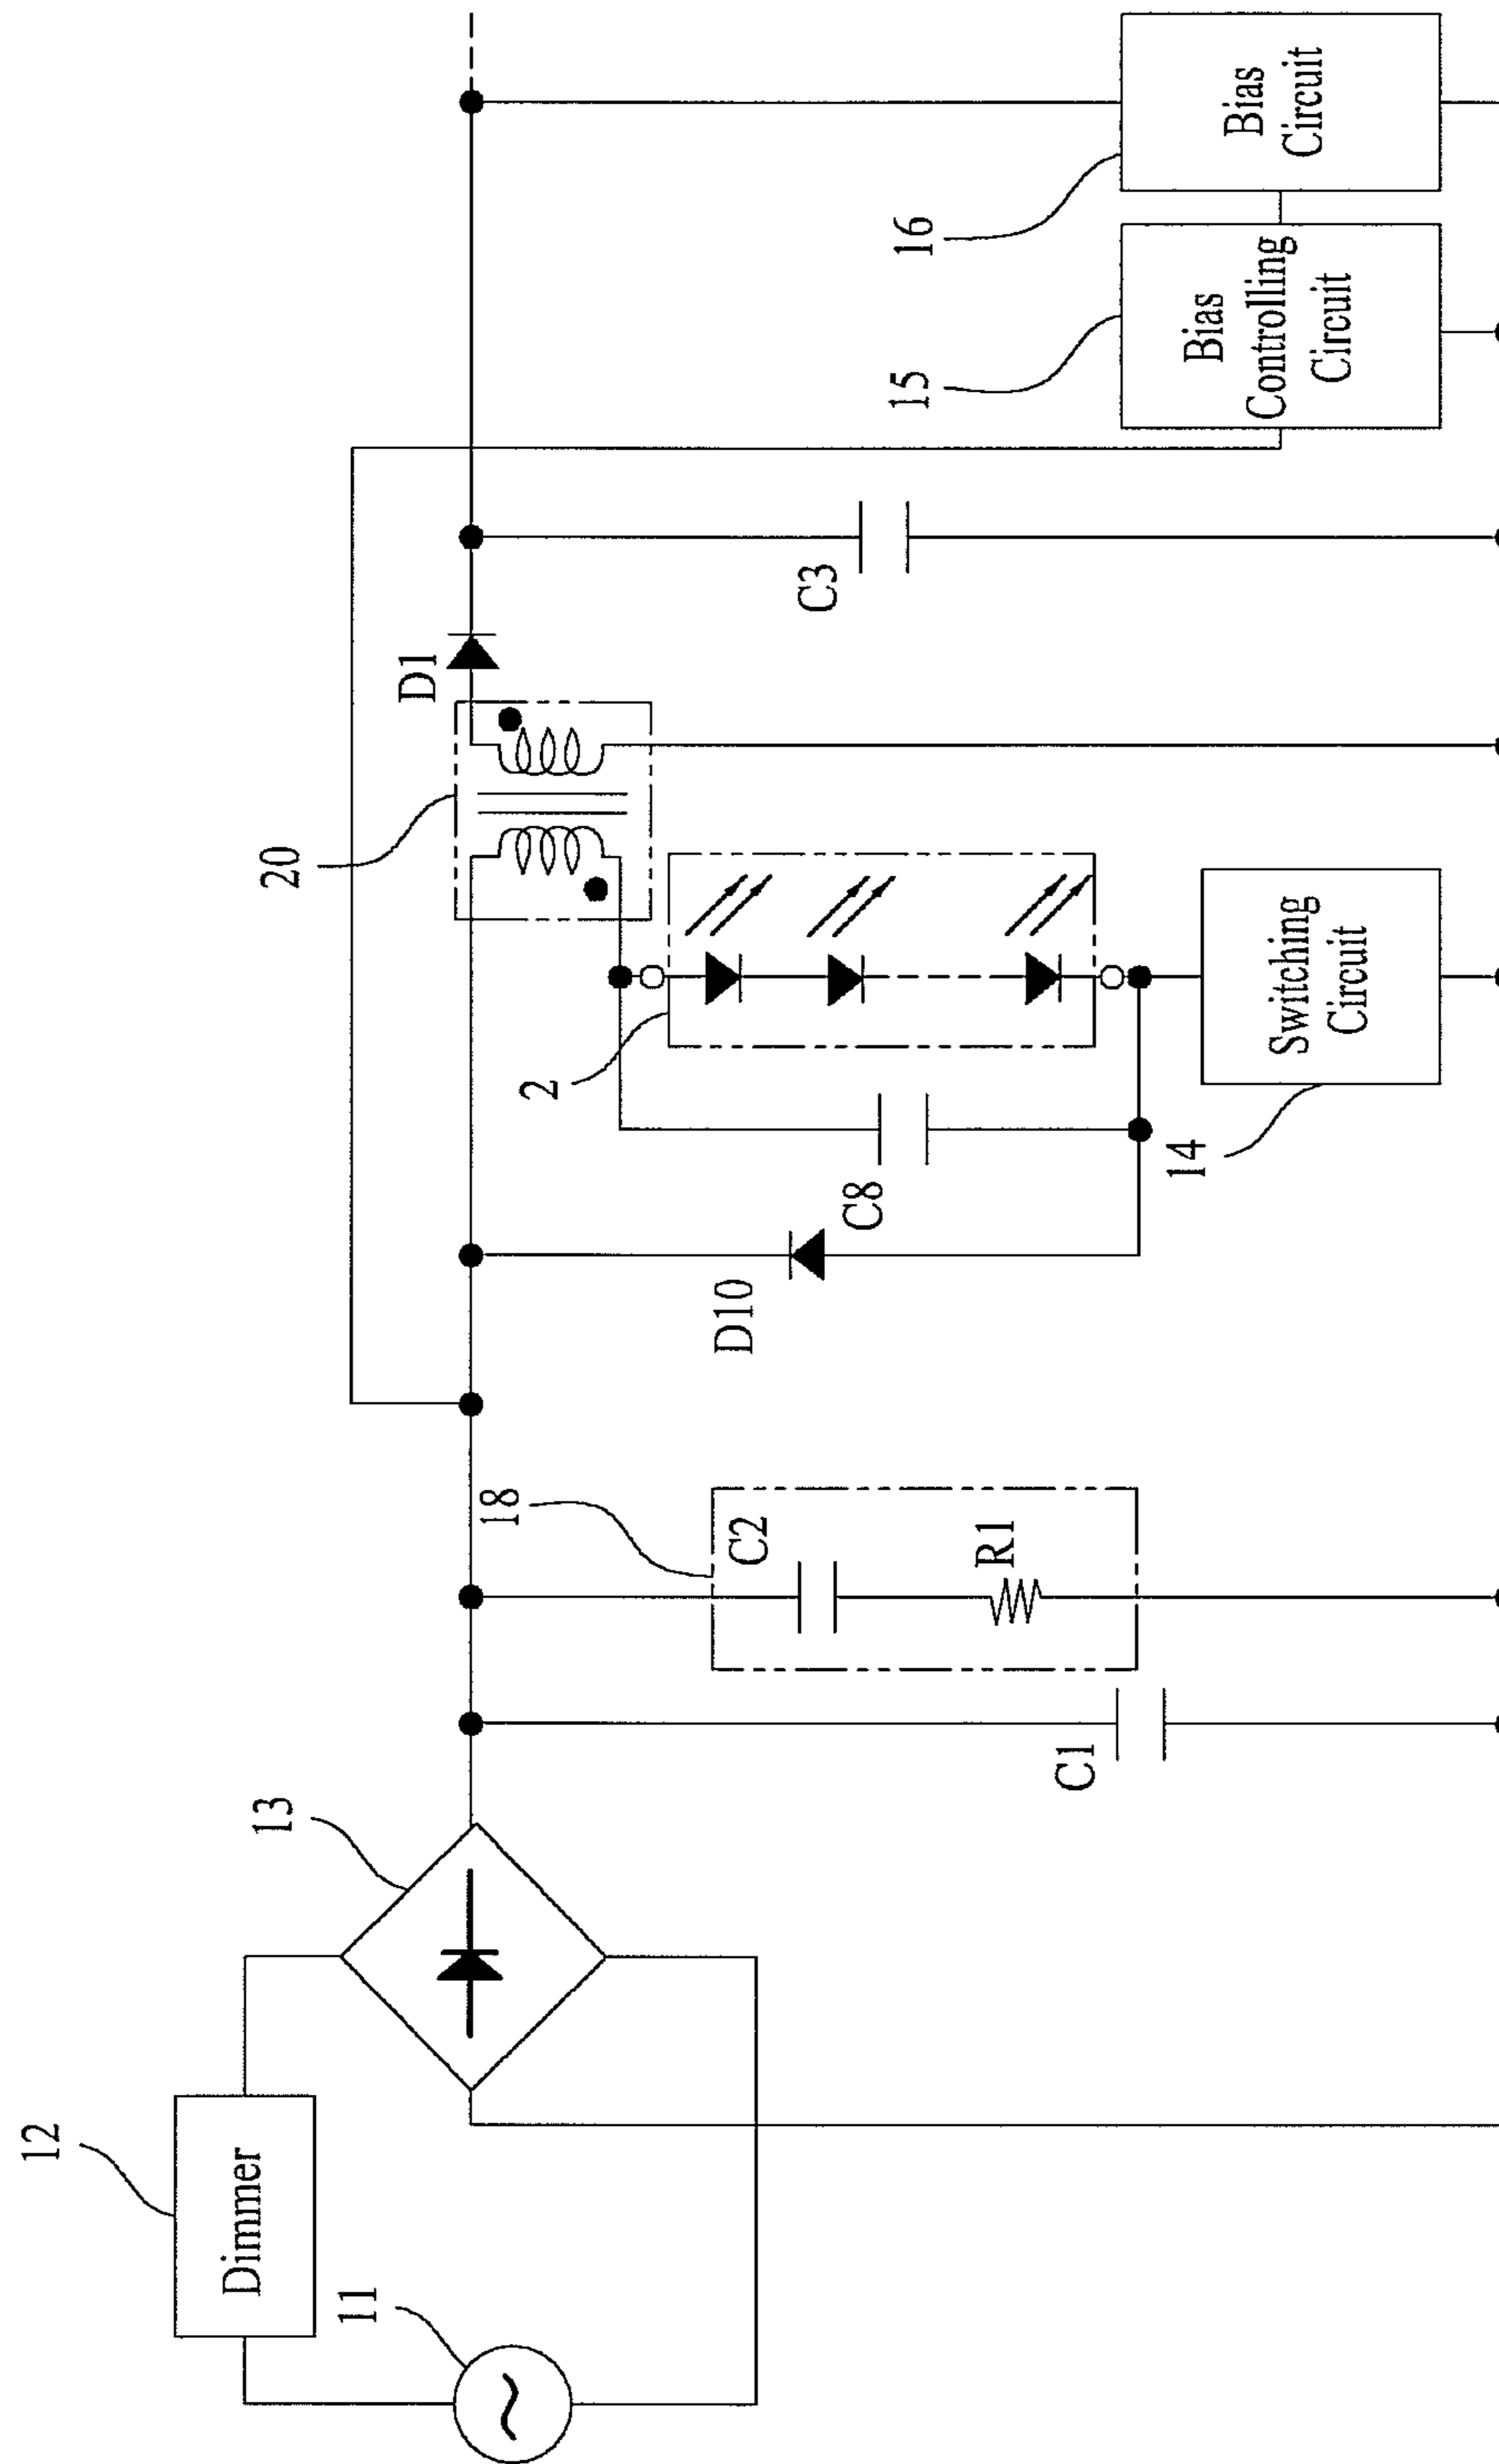 11
12
Dimmer
13
C1
18
C2
R1
D10
C8
2
14
Switching
Circuit
20
D1
C3
15
Bias
Controlling
Circuit
16
Bias
Circuit